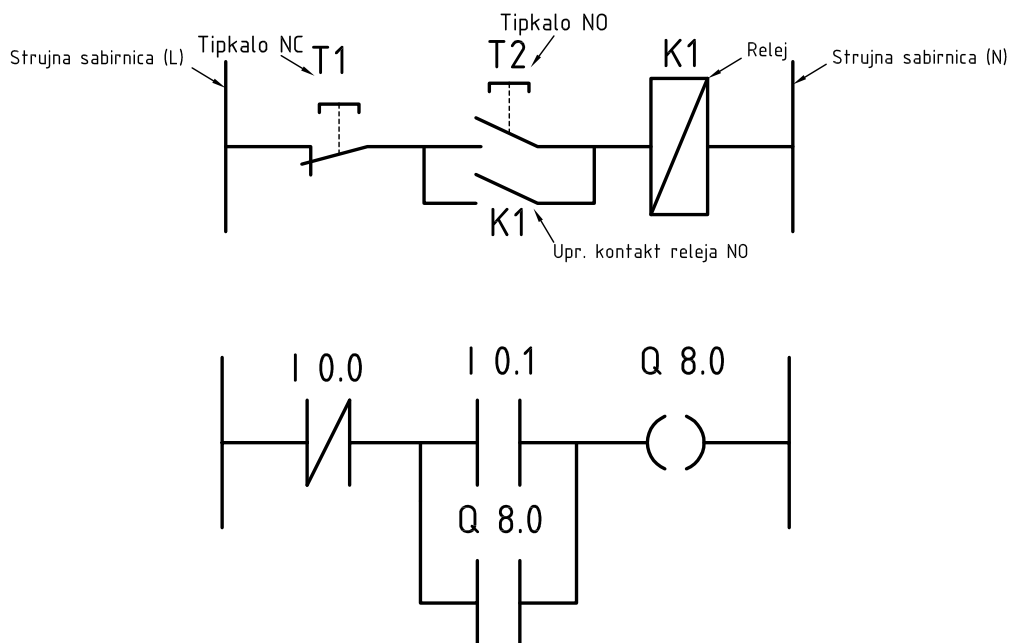 Tipkalo NO
Strujna sabirnica (L)
Tipkalo NC
T1
T2
K1
Relej
Strujna sabirnica (N)
K1
Upr. kontakt releja NO
I 0.0
I 0.1
Q 8.0
Q 8.0